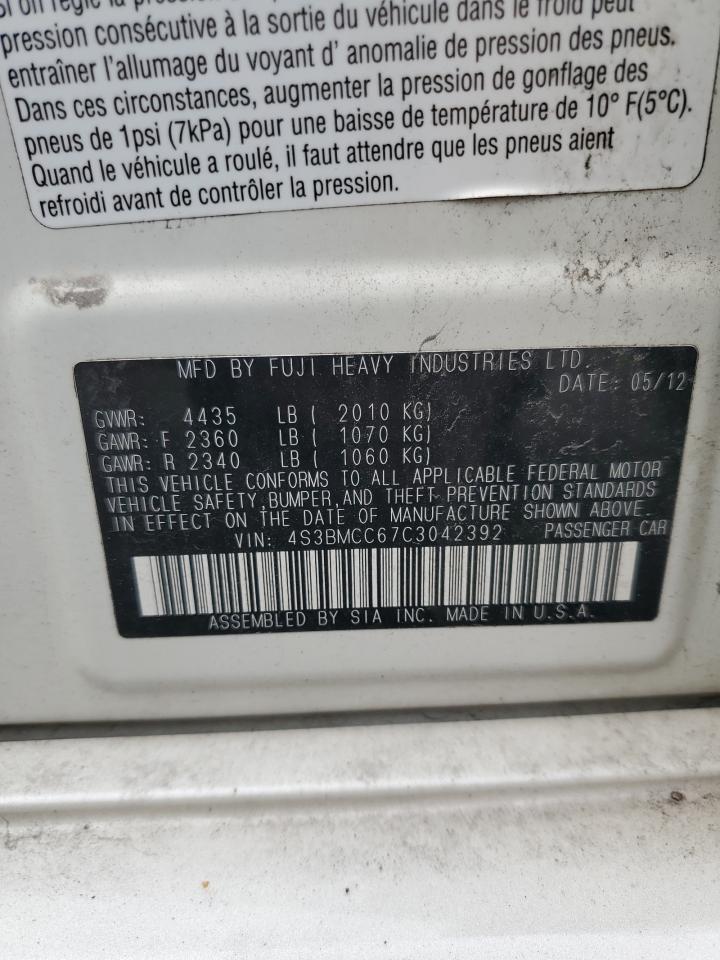 Si on règle la pression
pression consécutive à la sortie du véhicule dans le froid peut
entraîner l'allumage du voyant d' anomalie de pression des pneus.
Dans ces circonstances, augmenter la pression de gonflage des
pneus de 1psi (7kPa) pour une baisse de température de 10° F(5°C).
Quand le véhicule a roulé, il faut attendre que les pneus aient
refroidi avant de contrôler la pression.
MFD BY FUJI HEAVY INDUSTRIES LTD.
DATE: 05/12
GVWR: 4435 LB ( 2010 KG)
GAWR: F 2360 LB ( 1070 KG)
GAWR: R 2340 LB ( 1060 KG)
THIS VEHICLE CONFORMS TO ALL APPLICABLE FEDERAL MOTOR
VEHICLE SAFETY,BUMPER,AND THEFT PREVENTION STANDARDS
IN EFFECT ON THE DATE OF MANUFACTURE SHOWN ABOVE.
VIN: 4S3BMCC67C3042392 PASSENGER CAR
ASSEMBLED BY SIA INC. MADE IN U.S.A.